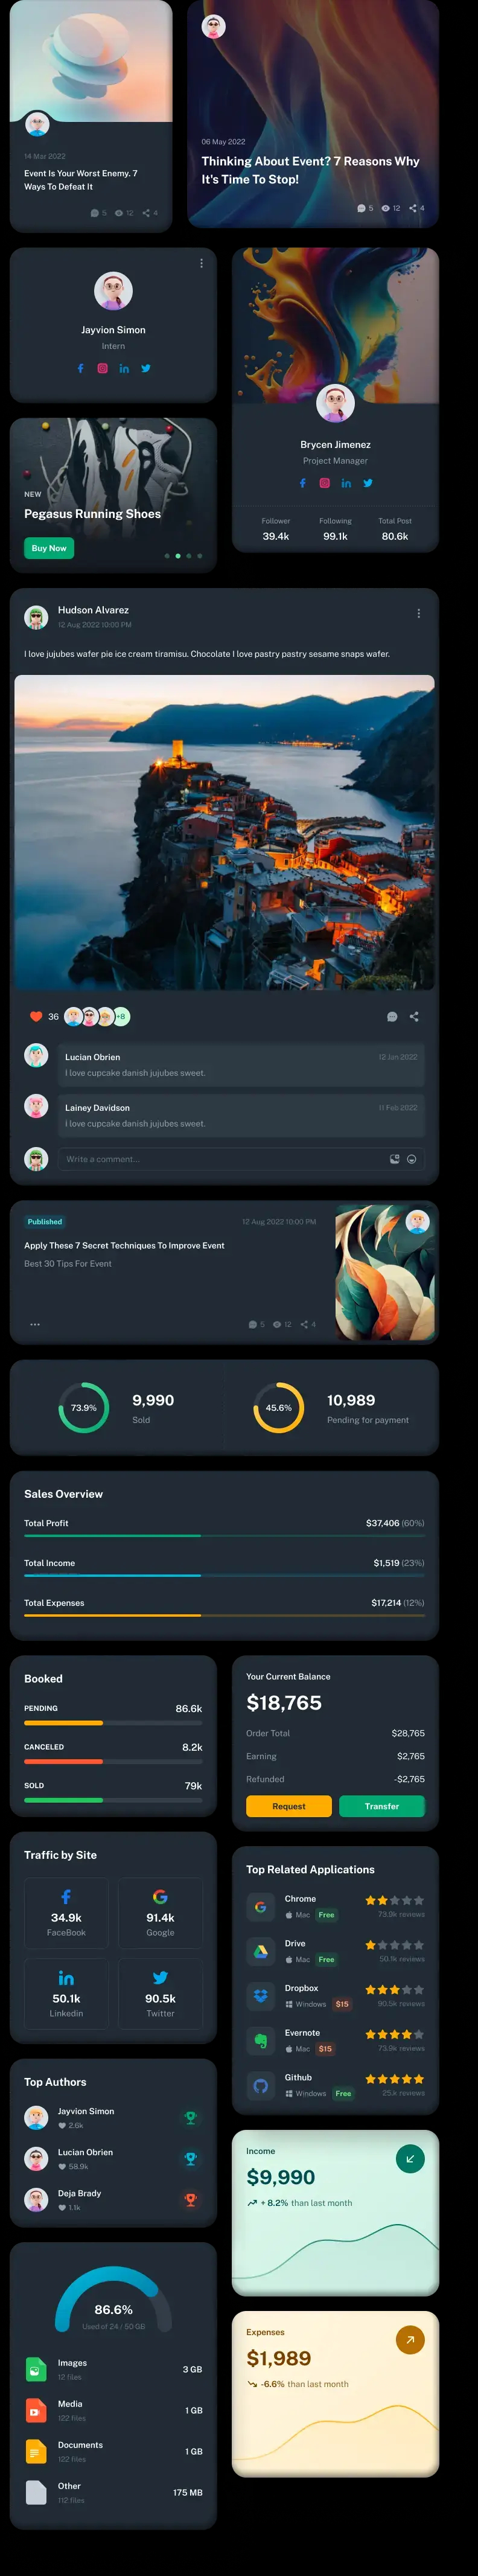 14 Mar 2022
Event Is Your Worst Enemy. 7
Ways To Defeat It
5 12 4
06 May 2022
Thinking About Event? 7 Reasons Why
It's Time To Stop!
5 12 4
Jayvion Simon
Intern
NEW
Pegasus Running Shoes
Buy Now
Brycen Jimenez
Project Manager
Follower Following Total Post
39.4k 99.1k 80.6k
Hudson Alvarez
12 Aug 2022 10:00 PM
I love jujubes wafer pie ice cream tiramisu. Chocolate I love pastry pastry sesame snaps wafer.
36 +8
Lucian Obrien 12 Jun 2022
I love cupcake danish jujubes sweet.
Lainey Davidson 11 Feb 2022
I love cupcake danish jujubes sweet.
Write a comment...
Published 12 Aug 2022 10:00 PM
Apply These 7 Secret Techniques To Improve Event
Best 30 Tips For Event
5 12 4
73.9% 9,990
Sold
45.6% 10,989
Pending for payment
Sales Overview
Total Profit $37,406 (60%)
Total Income $1,519 (23%)
Total Expenses $17,214 (12%)
Booked
PENDING 86.6k
CANCELED 8.2k
SOLD 79k
Your Current Balance
$18,765
Order Total $28,765
Earning $2,765
Refunded -$2,765
Request Transfer
Traffic by Site
34.9k 91.4k
FaceBook Google
50.1k 90.5k
Linkedin Twitter
Top Related Applications
Chrome
Mac Free 73.9k reviews
Drive
Mac Free 50.1k reviews
Dropbox
Windows $15 90.5k reviews
Evernote
Mac $15 73.9k reviews
Github
Windows Free 25.k reviews
Top Authors
Jayvion Simon
2.6k
Lucian Obrien
58.9k
Deja Brady
1.1k
Income
$9,990
+ 8.2% than last month
86.6%
Used of 24 / 50 GB
Images 3 GB
12 files
Media 1 GB
122 files
Documents 1 GB
122 files
Other 175 MB
112 files
Expenses
$1,989
-6.6% than last month